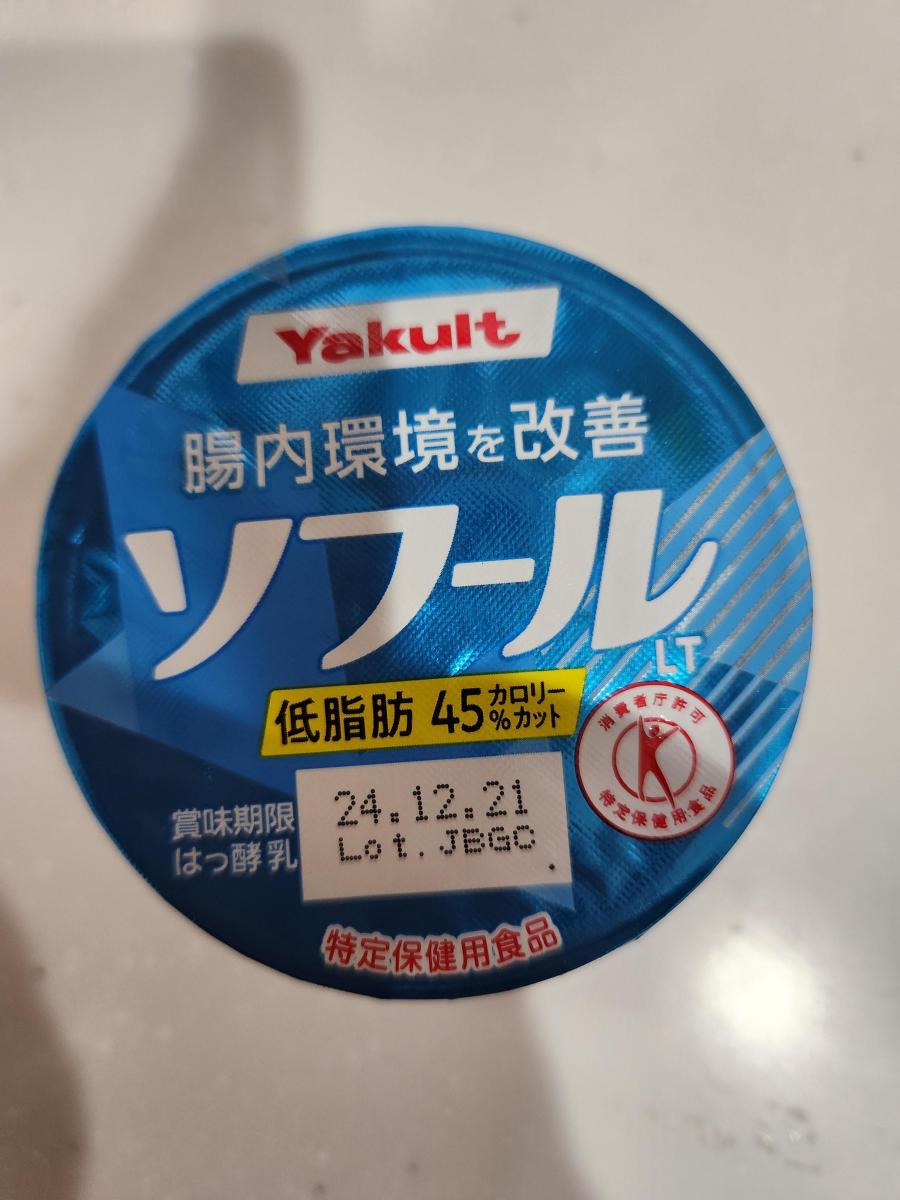 Yakult
腸内環境を改善
ソフール
LT
低脂肪 45%カロリーカット
消費者庁許可
特定保健用食品
賞味期限 24.12.21
はっ酵乳 Lot.JBGC
特定保健用食品